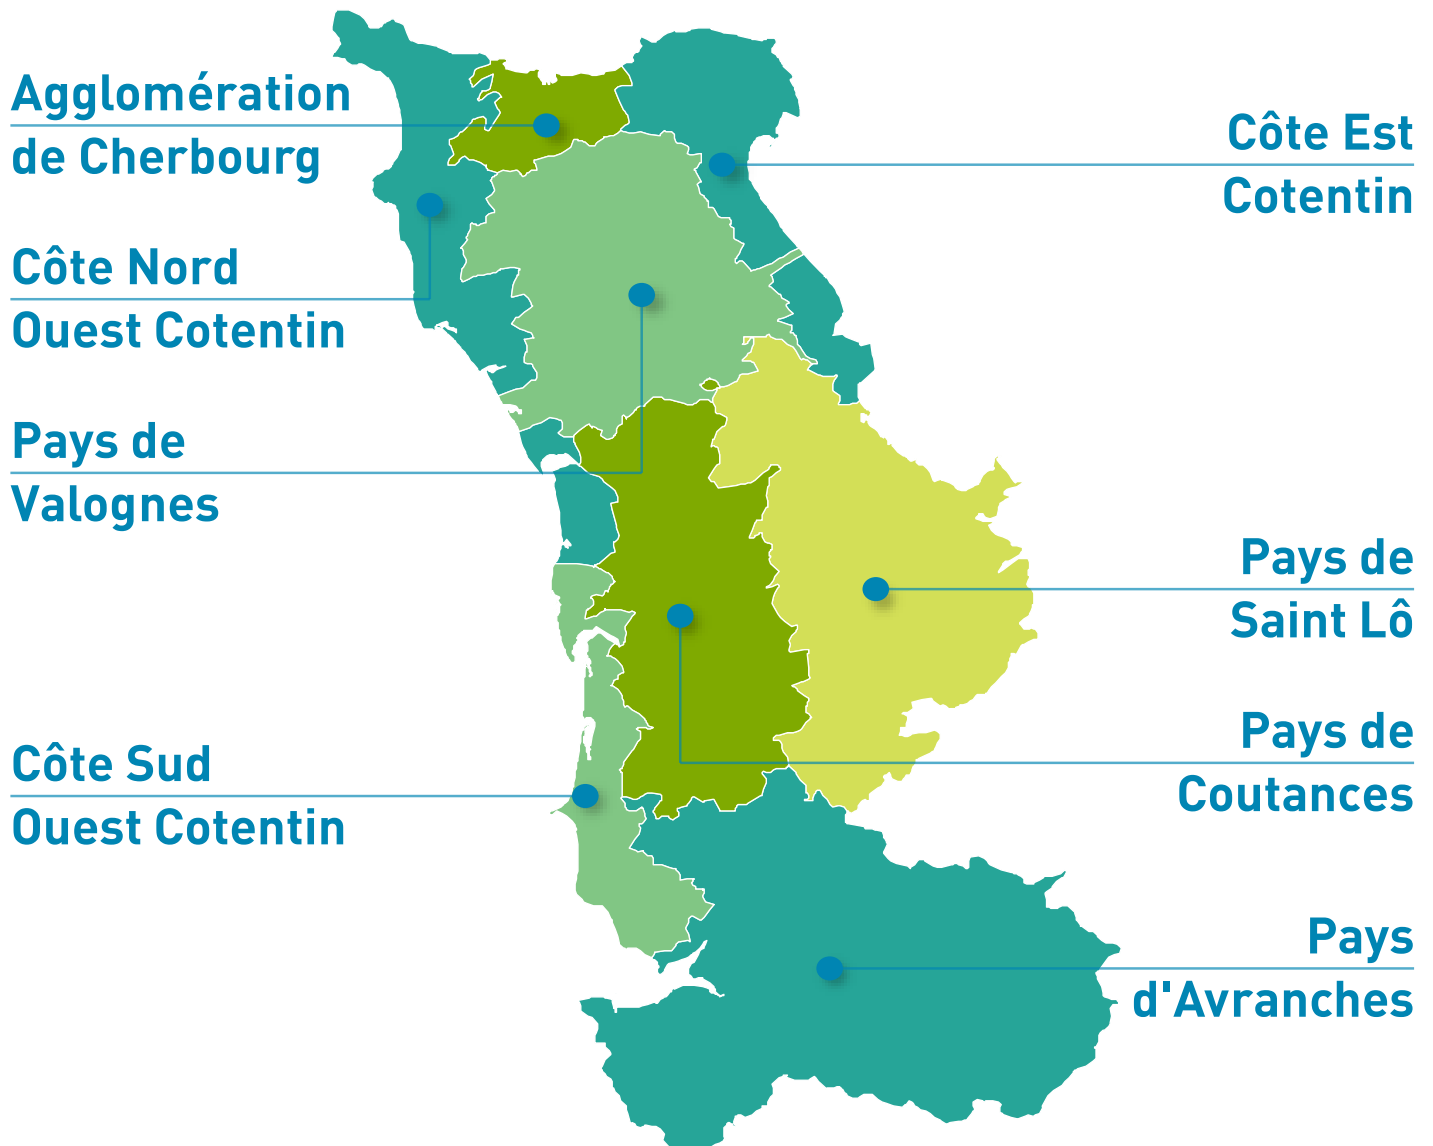 Agglomération
de Cherbourg
Côte Nord
Ouest Cotentin
Pays de
Valognes
Côte Sud
Ouest Cotentin
Côte Est
Cotentin
Pays de
Saint Lô
Pays de
Coutances
Pays
d'Avranches